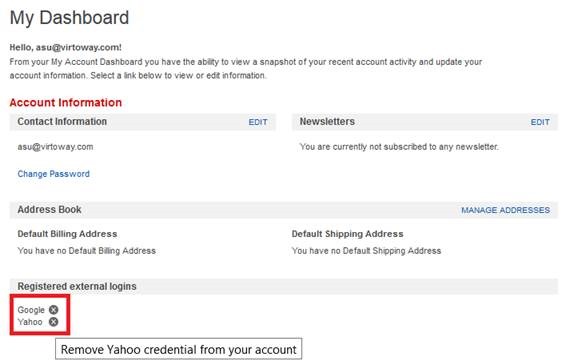 My Dashboard
Hello, asu@virtoway.com!
From your My Account Dashboard you have the ability to view a snapshot of your recent account activity and update your
account information. Select a link below to view or edit information.
Account Information
Contact Information EDIT
asu@virtoway.com
Change Password
Newsletters EDIT
You are currently not subscribed to any newsletter.
Address Book MANAGE ADDRESSES
Default Billing Address
You have no Default Billing Address
Default Shipping Address
You have no Default Shipping Address
Registered external logins
Google
Yahoo
Remove Yahoo credential from your account